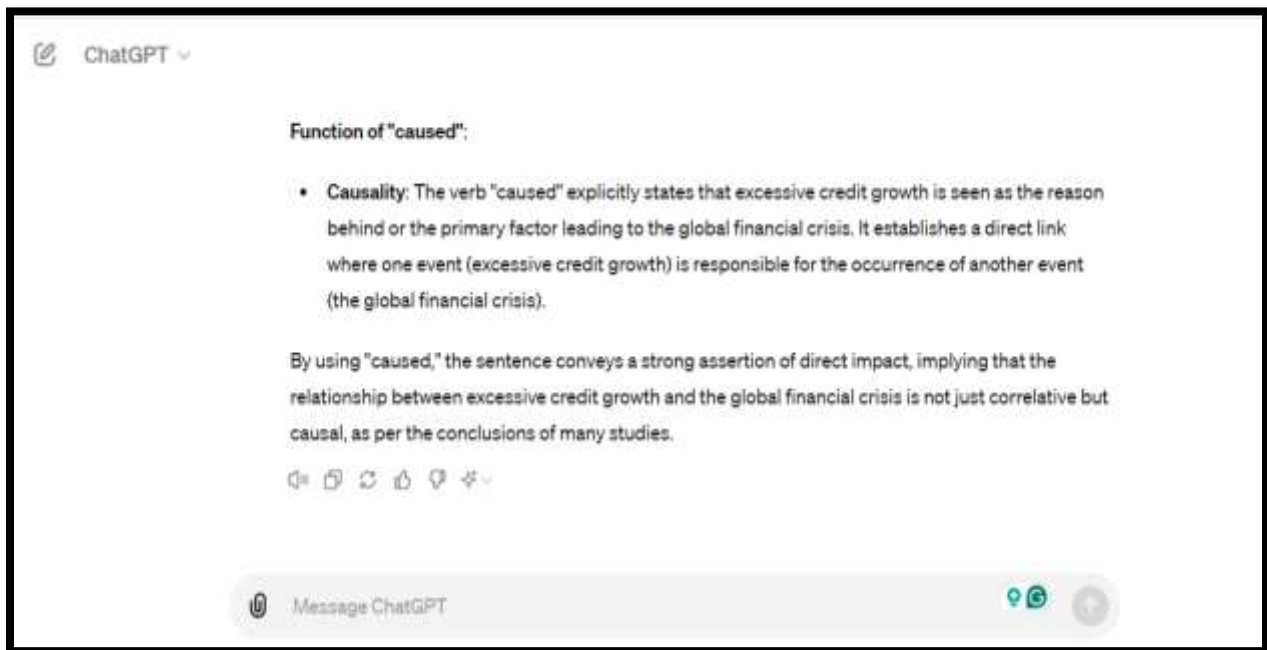 ChatGPT
Function of "caused":
• Causality: The verb "caused" explicitly states that excessive credit growth is seen as the reason
behind or the primary factor leading to the global financial crisis. It establishes a direct link
where one event (excessive credit growth) is responsible for the occurrence of another event
(the global financial crisis).
By using "caused," the sentence conveys a strong assertion of direct impact, implying that the
relationship between excessive credit growth and the global financial crisis is not just correlative but
causal, as per the conclusions of many studies.
Message ChatGPT